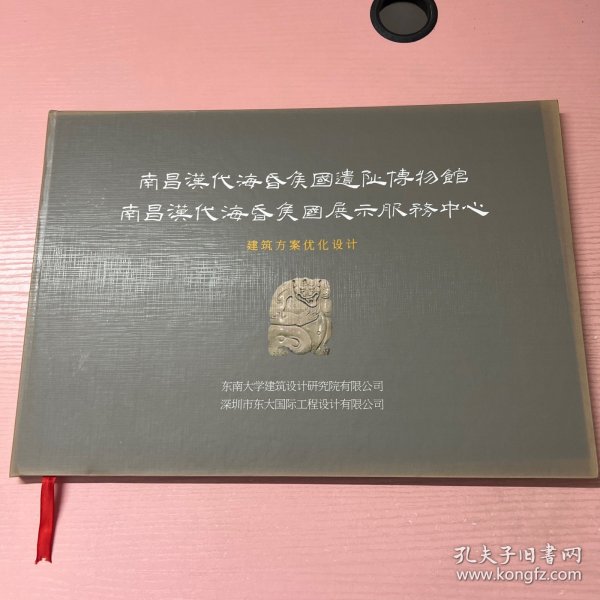 南昌漢代海昏侯國遺址博物館
南昌漢代海昏侯國展示服務中心
建筑方案优化设计
东南大学建筑设计研究院有限公司
深圳市东大国际工程设计有限公司
孔夫子旧书网
www.kongfz.com